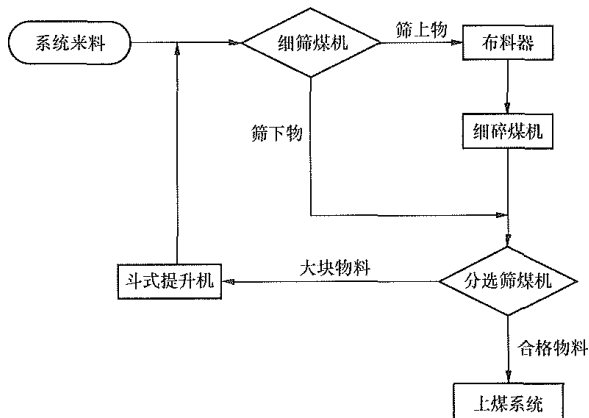 系统来料
细筛煤机
筛上物
布料器
细碎煤机
筛下物
大块物料
斗式提升机
分选筛煤机
合格物料
上煤系统